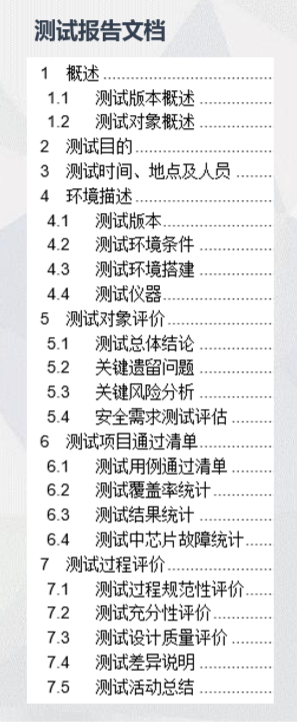 测试报告文档
1 概述
1.1 测试版本概述
1.2 测试对象概述
2 测试目的
3 测试时间、地点及人员
4 环境描述
4.1 测试版本
4.2 测试环境条件
4.3 测试环境搭建
4.4 测试仪器
5 测试对象评价
5.1 测试总体结论
5.2 关键遗留问题
5.3 关键风险分析
5.4 安全需求测试评估
6 测试项目通过清单
6.1 测试用例通过清单
6.2 测试覆盖率统计
6.3 测试结果统计
6.4 测试中芯片故障统计
7 测试过程评价
7.1 测试过程规范性评价
7.2 测试充分性评价
7.3 测试设计质量评价
7.4 测试差异说明
7.5 测试活动总结